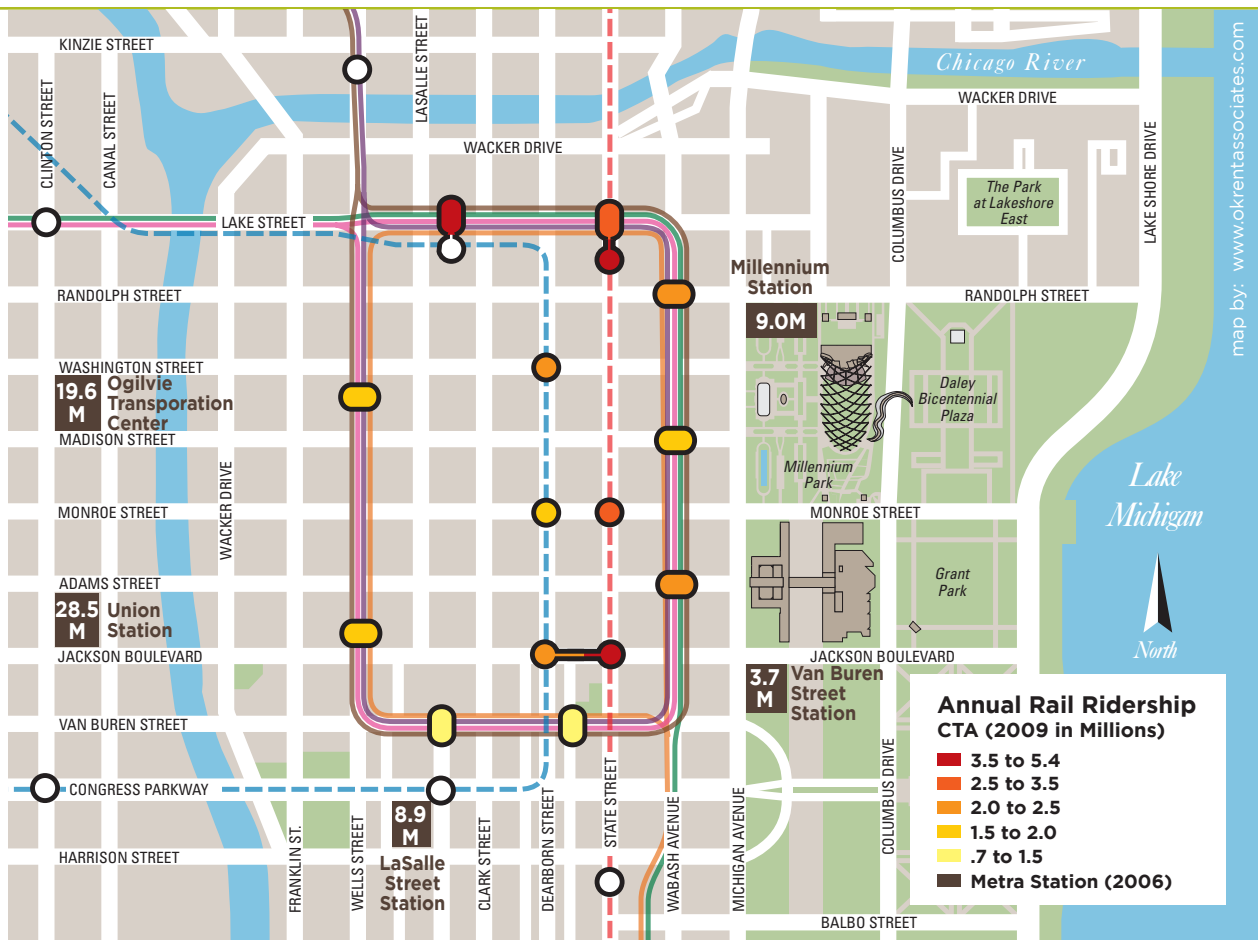 KINZIE STREET
LASALLE STREET
Chicago River
www.okrentassociates.com
map by:
CLINTON STREET
CANAL STREET
WACKER DRIVE
WACKER DRIVE
COLUMBUS DRIVE
LAKE SHORE DRIVE
The Park
at Lakeshore
East
LAKE STREET
Millennium
Station
9.0M
RANDOLPH STREET
RANDOLPH STREET
WASHINGTON STREET
19.6
M
Ogilvie
Transporation
Center
MADISON STREET
Daley
Bicentennial
Plaza
Millennium
Park
Lake
Michigan
WACKER DRIVE
MONROE STREET
MONROE STREET
ADAMS STREET
Grant
Park
28.5
M
Union
Station
JACKSON BOULEVARD
JACKSON BOULEVARD
North
3.7
M
Van Buren
Street
Station
VAN BUREN STREET
CONGRESS PARKWAY
8.9
M
LaSalle
Street
Station
HARRISON STREET
FRANKLIN ST.
WELLS STREET
CLARK STREET
DEARBORN STREET
STATE STREET
WABASH AVENUE
MICHIGAN AVENUE
COLUMBUS DRIVE
BALBO STREET
Annual Rail Ridership
CTA (2009 in Millions)
3.5 to 5.4
2.5 to 3.5
2.0 to 2.5
1.5 to 2.0
.7 to 1.5
Metra Station (2006)